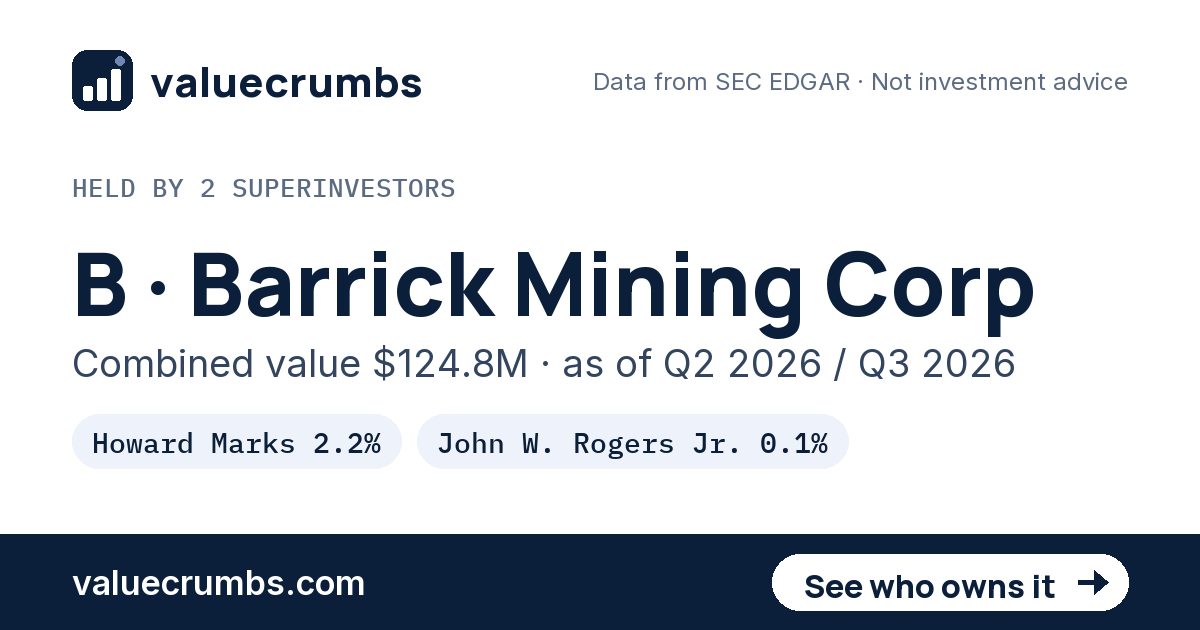 valuecrumbs
Data from SEC EDGAR · Not investment advice
HELD BY 2 SUPERINVESTORS
B · Barrick Mining Corp
Combined value $124.8M · as of Q2 2026 / Q3 2026
Howard Marks 2.2%
John W. Rogers Jr. 0.1%
valuecrumbs.com
See who owns it →